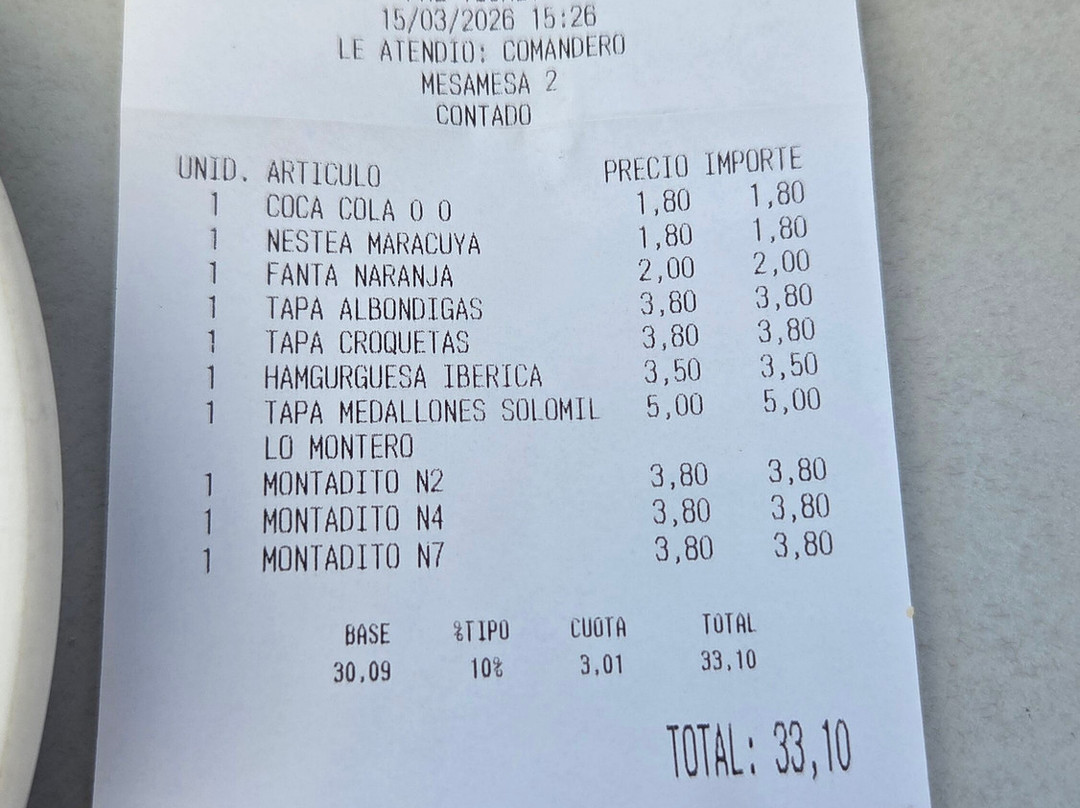 15/03/2026 15:26
LE ATENDIO: COMANDERO
MESAMESA 2
CONTADO
UNID. ARTICULO PRECIO IMPORTE
1 COCA COLA 0 0 1,80 1,80
1 NESTEA MARACUYA 1,80 1,80
1 FANTA NARANJA 2,00 2,00
1 TAPA ALBONDIGAS 3,80 3,80
1 TAPA CROQUETAS 3,80 3,80
1 HAMGURGUESA IBERICA 3,50 3,50
1 TAPA MEDALLONES SOLOMIL 5,00 5,00
LO MONTERO
1 MONTADITO N2 3,80 3,80
1 MONTADITO N4 3,80 3,80
1 MONTADITO N7 3,80 3,80
BASE %TIPO CUOTA TOTAL
30,09 10% 3,01 33,10
TOTAL: 33,10